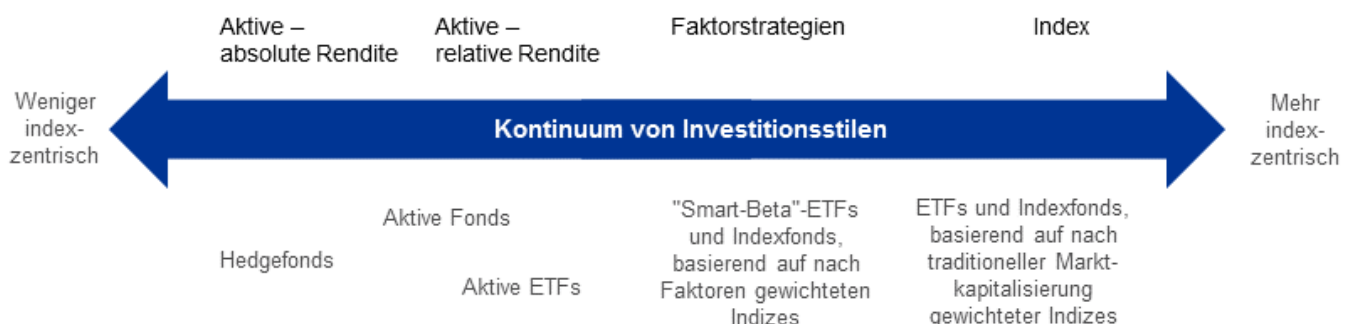 Aktive –
absolute Rendite
Aktive –
relative Rendite
Faktorstrategien
Index
Weniger
index-
zentrisch
Kontinuum von Investitionsstilen
Mehr
index-
zentrisch
Hedgefonds
Aktive Fonds
Aktive ETFs
"Smart-Beta"-ETFs
und Indexfonds,
basierend auf nach
Faktoren gewichteten
Indizes
ETFs und Indexfonds,
basierend auf nach
traditioneller Markt-
kapitalisierung
gewichteter Indizes